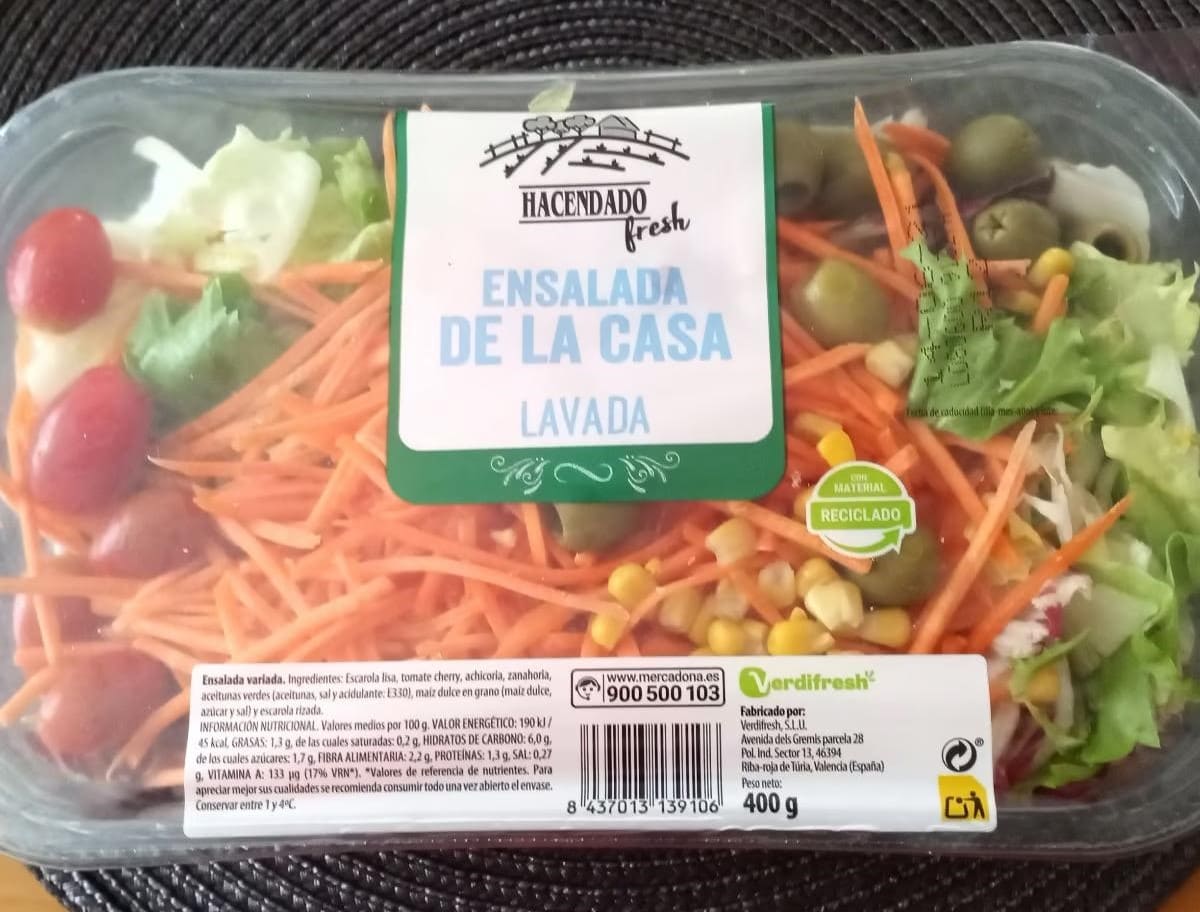 HACENDADO
fresh
ENSALADA
DE LA CASA
LAVADA
Fecha de caducidad
CON
MATERIAL
RECICLADO
Ensalada variada. Ingredientes: Escarola lisa, tomate cherry, achicoria, zanahoria,
aceitunas verdes (aceitunas, sal y acidulante: E330), maíz dulce en grano (maíz dulce,
azúcar y sal) y escarola rizada.
INFORMACIÓN NUTRICIONAL. Valores medios por 100 g. VALOR ENERGÉTICO: 190 kJ /
45 kcal, GRASAS: 1,3 g, de las cuales saturadas: 0,2 g, HIDRATOS DE CARBONO: 6,0 g,
de los cuales azúcares: 1,7 g, FIBRA ALIMENTARIA: 2,2 g, PROTEÍNAS: 1,3 g, SAL: 0,27
g, VITAMINA A: 133 µg (17% VRN*). *Valores de referencia de nutrientes. Para
apreciar mejor sus cualidades se recomienda consumir todo una vez abierto el envase.
Conservar entre 1 y 4ºC.
www.mercadona.es
900 500 103
8 437013 139106
Verdifresh
Fabricado por:
Verdifresh, S.L.U.
Avenida dels Gremis parcela 28
Pol. Ind. Sector 13, 46394
Riba-roja de Túria, Valencia (España)
Peso neto:
400 g